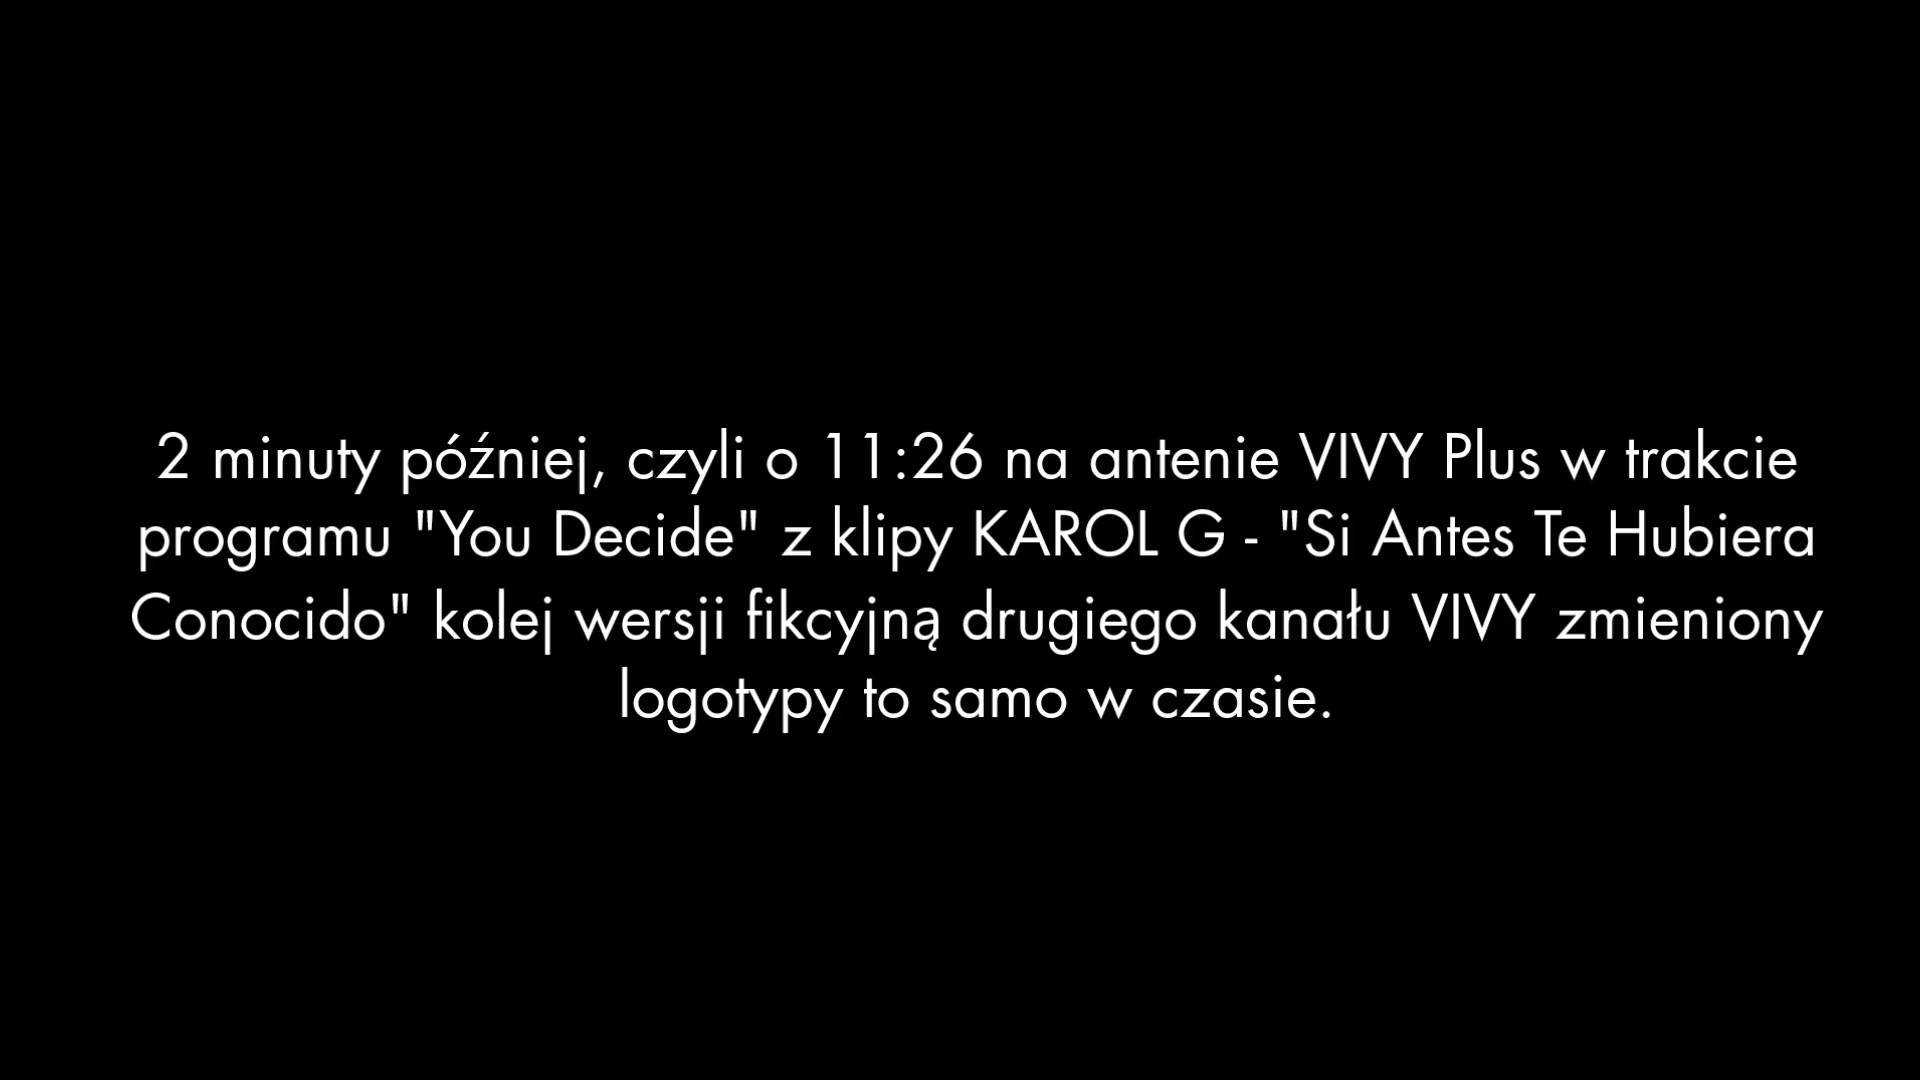 2 minuty później, czyli o 11:26 na antenie VIVY Plus w trakcie
programu "You Decide" z klipy KAROL G - "Si Antes Te Hubiera
Conocido" kolej wersji fikcyjną drugiego kanału VIVY zmieniony
logotypy to samo w czasie.